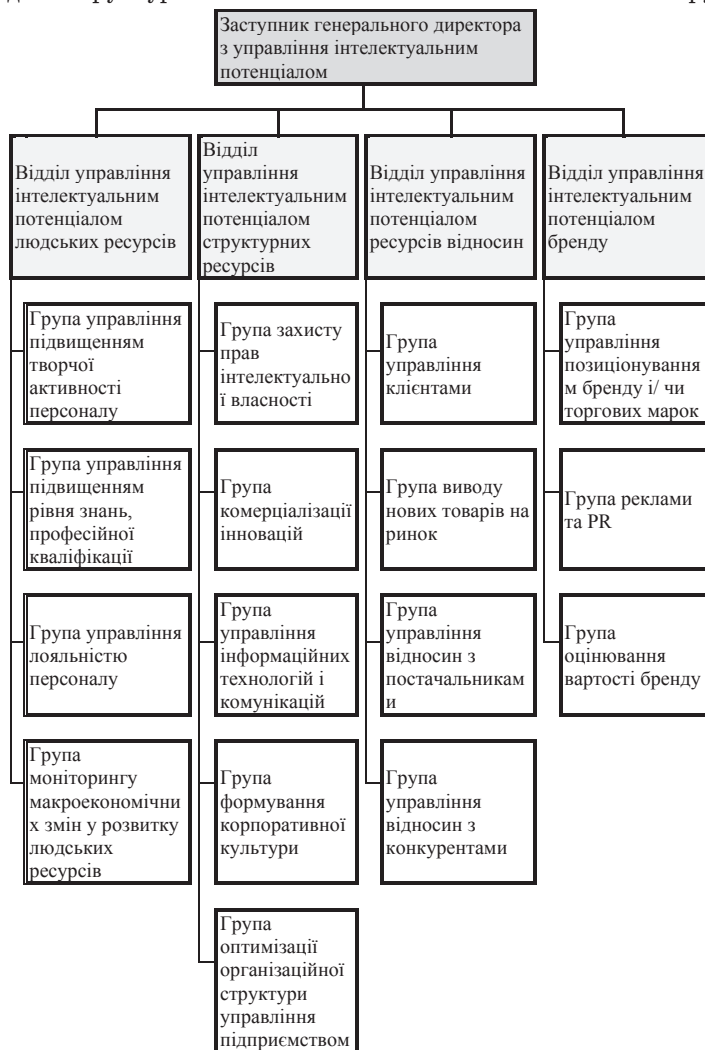 Заступник генерального директора
з управління інтелектуальним
потенціалом
Відділ управління
інтелектуальним
потенціалом
людських ресурсів
Відділ
управління
інтелектуальним
потенціалом
структурних
ресурсів
Відділ управління
інтелектуальним
потенціалом
ресурсів відносин
Відділ управління
інтелектуальним
потенціалом
бренду
Група управління
підвищенням
творчої
активності
персоналу
Група управління
підвищенням
рівня знань,
професійної
кваліфікації
Група управління
лояльністю
персоналу
Група
моніторингу
макроекономічни
х змін у розвитку
людських
ресурсів
Група захисту
прав
інтелектуально
ї власності
Група
комерціалізації
інновацій
Група
управління
інформаційних
технологій і
комунікацій
Група
формування
корпоративної
культури
Група
оптимізації
організаційної
структури
управління
підприємством
Група
управління
клієнтами
Група виводу
нових товарів на
ринок
Група
управління
відносин з
постачальникам
и
Група
управління
відносин з
конкурентами
Група
управління
позиціонування
м бренду і/ чи
торгових марок
Група реклами
та PR
Група
оцінювання
вартості бренду